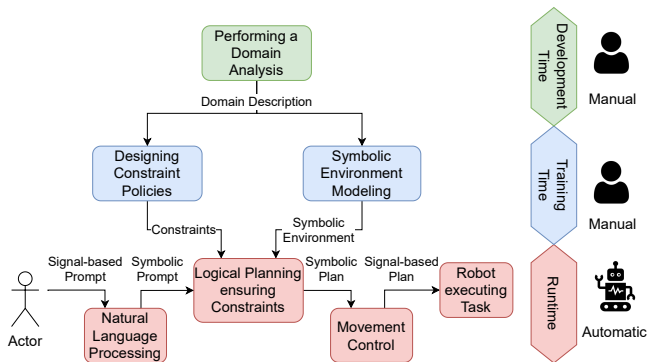 Performing a
Domain
Analysis
Domain Description
Designing
Constraint
Policies
Symbolic
Environment
Modeling
Constraints
Symbolic
Environment
Signal-based
Prompt
Symbolic
Prompt
Logical Planning
ensuring
Constraints
Symbolic
Plan
Signal-based
Plan
Robot
executing
Task
Actor
Natural
Language
Processing
Movement
Control
Development
Time
Manual
Training
Time
Manual
Runtime
Automatic